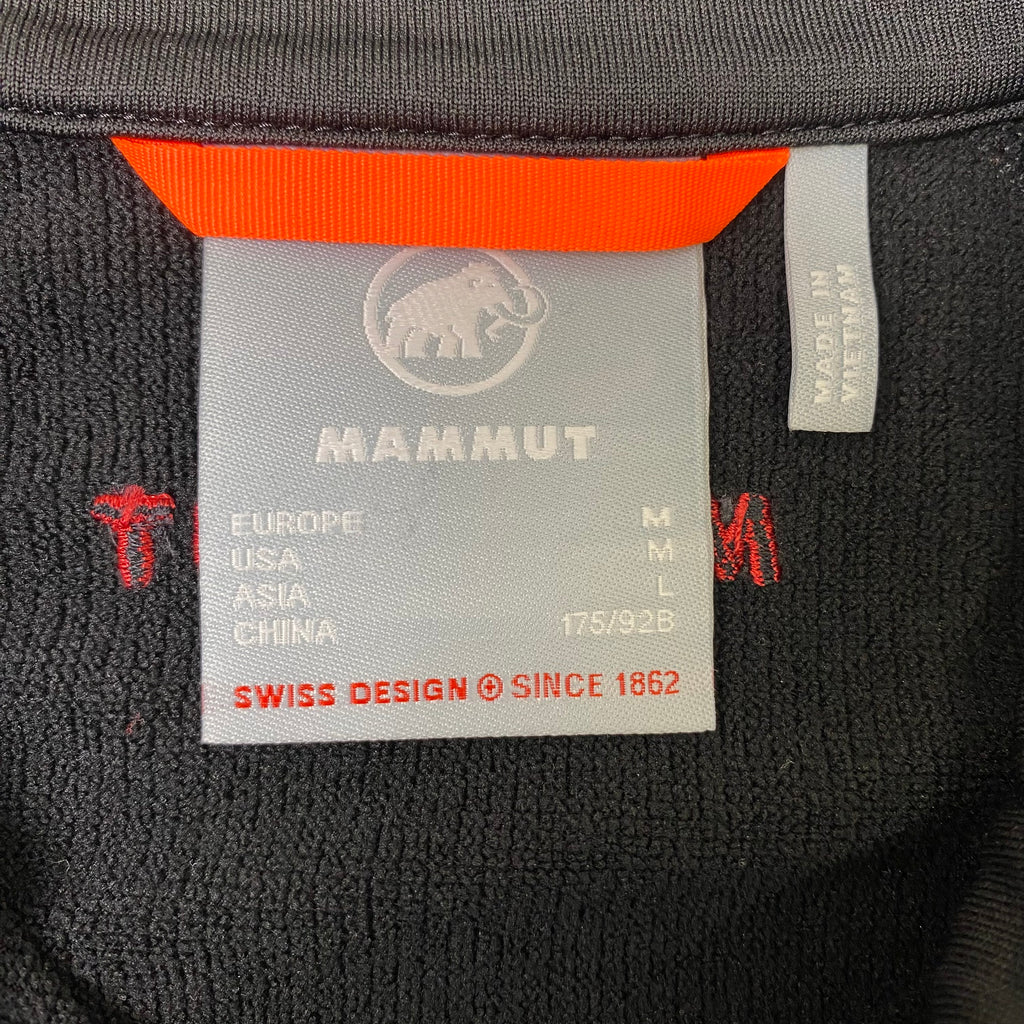 MAMMUT
EUROPE M
USA M
ASIA L
CHINA 175/92B
SWISS DESIGN SINCE 1862
MADE IN
VIETNAM